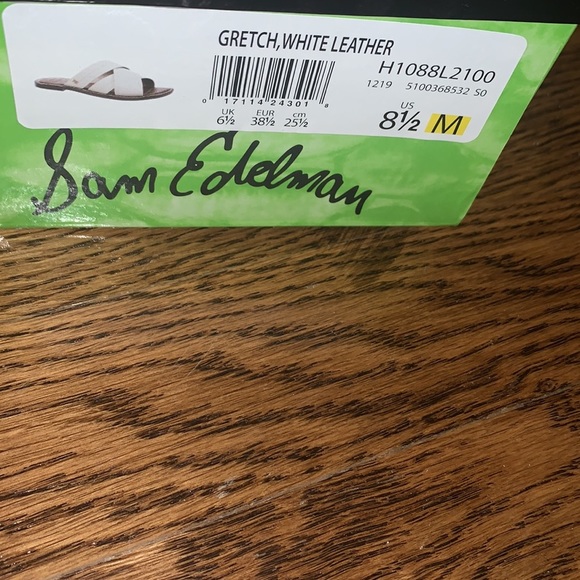 GRETCH,WHITE LEATHER
H1088L2100
1219 5100368532 S0
0 17114 24301 8
UK EUR cm US
6½ 38½ 25½ 8½ M
Sam Edelman